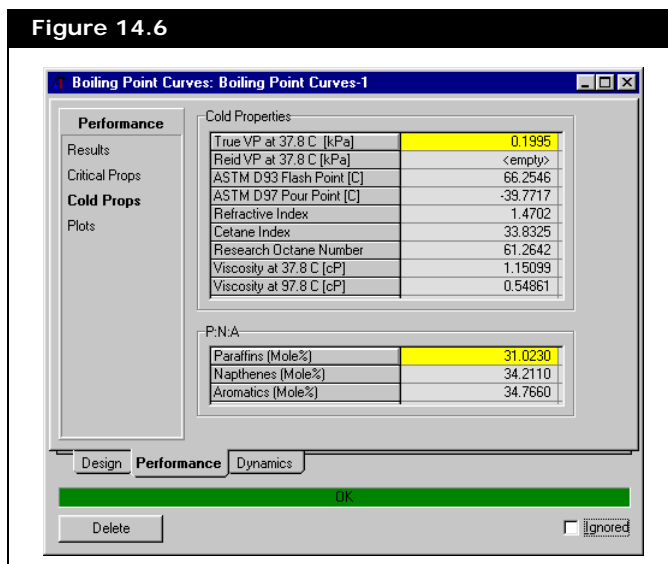 Figure 14.6
Boiling Point Curves: Boiling Point Curves-1
Performance
Results
Critical Props
Cold Props
Plots
Cold Properties
True VP at 37.8 C [kPa] 0.1995
Reid VP at 37.8 C [kPa] <empty>
ASTM D93 Flash Point [C] 66.2546
ASTM D97 Pour Point [C] -39.7717
Refractive Index 1.4702
Cetane Index 33.8325
Research Octane Number 61.2642
Viscosity at 37.8 C [cP] 1.15099
Viscosity at 97.8 C [cP] 0.54861
P:N:A
Paraffins (Mole%) 31.0230
Napthenes (Mole%) 34.2110
Aromatics (Mole%) 34.7660
Design Performance Dynamics
OK
Delete Ignored